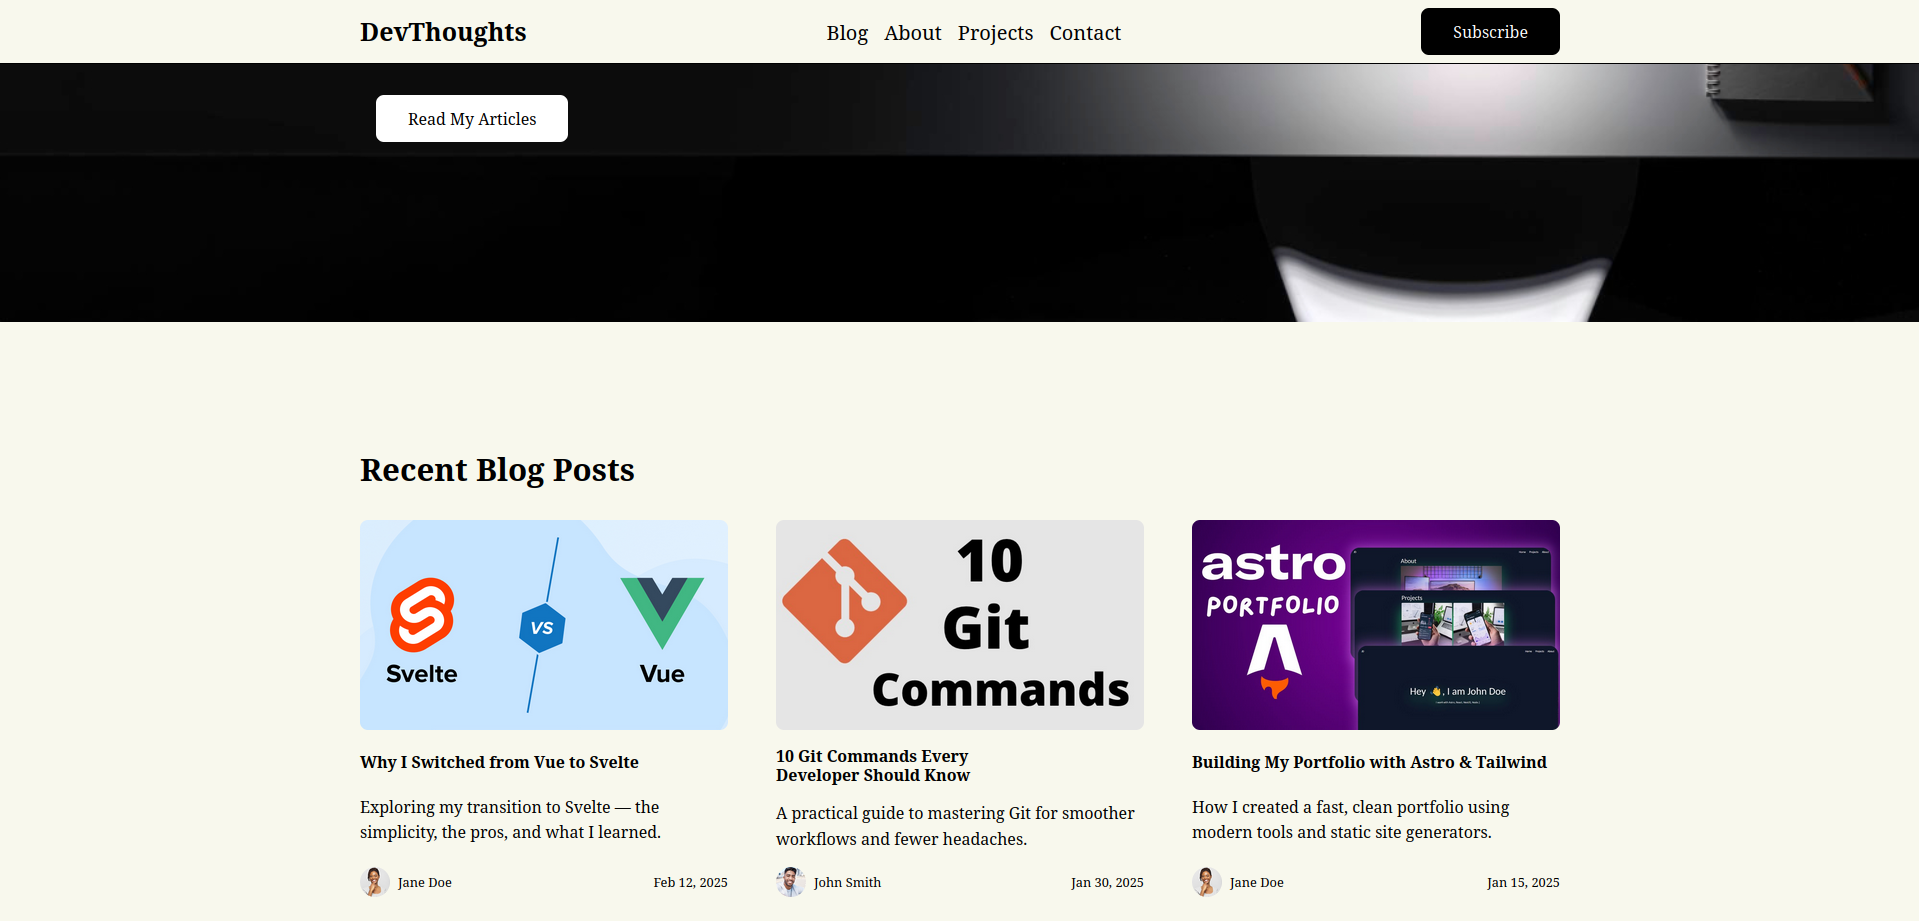 DevThoughts
Blog About Projects Contact
Subscribe
Read My Articles
Recent Blog Posts
Svelte
VS
Vue
Why I Switched from Vue to Svelte
Exploring my transition to Svelte — the
simplicity, the pros, and what I learned.
Jane Doe
Feb 12, 2025
10
Git
Commands
10 Git Commands Every
Developer Should Know
A practical guide to mastering Git for smoother
workflows and fewer headaches.
John Smith
Jan 30, 2025
astro
PORTFOLIO
About
Projects
Hey 👋, I am John Doe
Building My Portfolio with Astro & Tailwind
How I created a fast, clean portfolio using
modern tools and static site generators.
Jane Doe
Jan 15, 2025